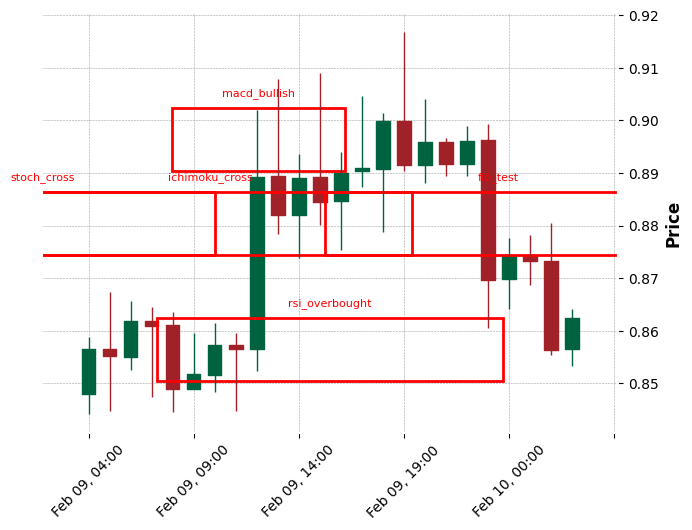 0.92
0.91
macd_bullish
0.90
0.89
stoch_cross
ichimoku_cross
0.88
Price
0.87
rsi_overbought
0.86
0.85
Feb 09, 04:00
Feb 09, 09:00
Feb 09, 14:00
Feb 09, 19:00
Feb 10, 00:00